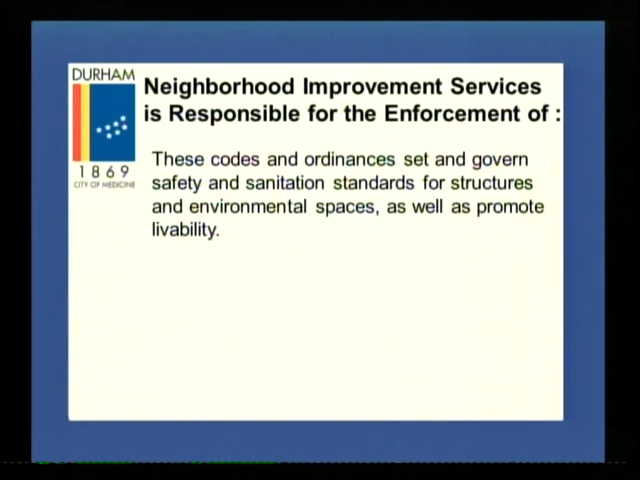 DURHAM
1869
CITY OF MEDICINE
Neighborhood Improvement Services
is Responsible for the Enforcement of :
These codes and ordinances set and govern
safety and sanitation standards for structures
and environmental spaces, as well as promote
livability.